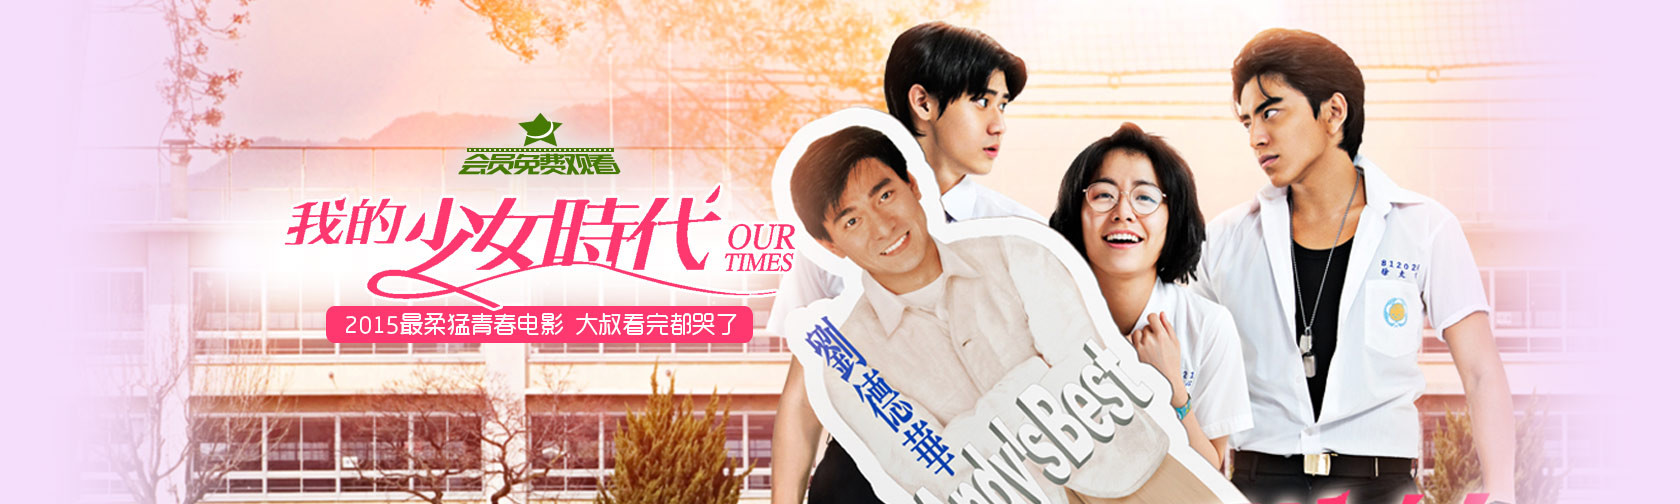 会员免费观看
我的少女時代
OUR
TIMES
2015最柔猛青春电影 大叔看完都哭了
劉德華
Andy'sBest